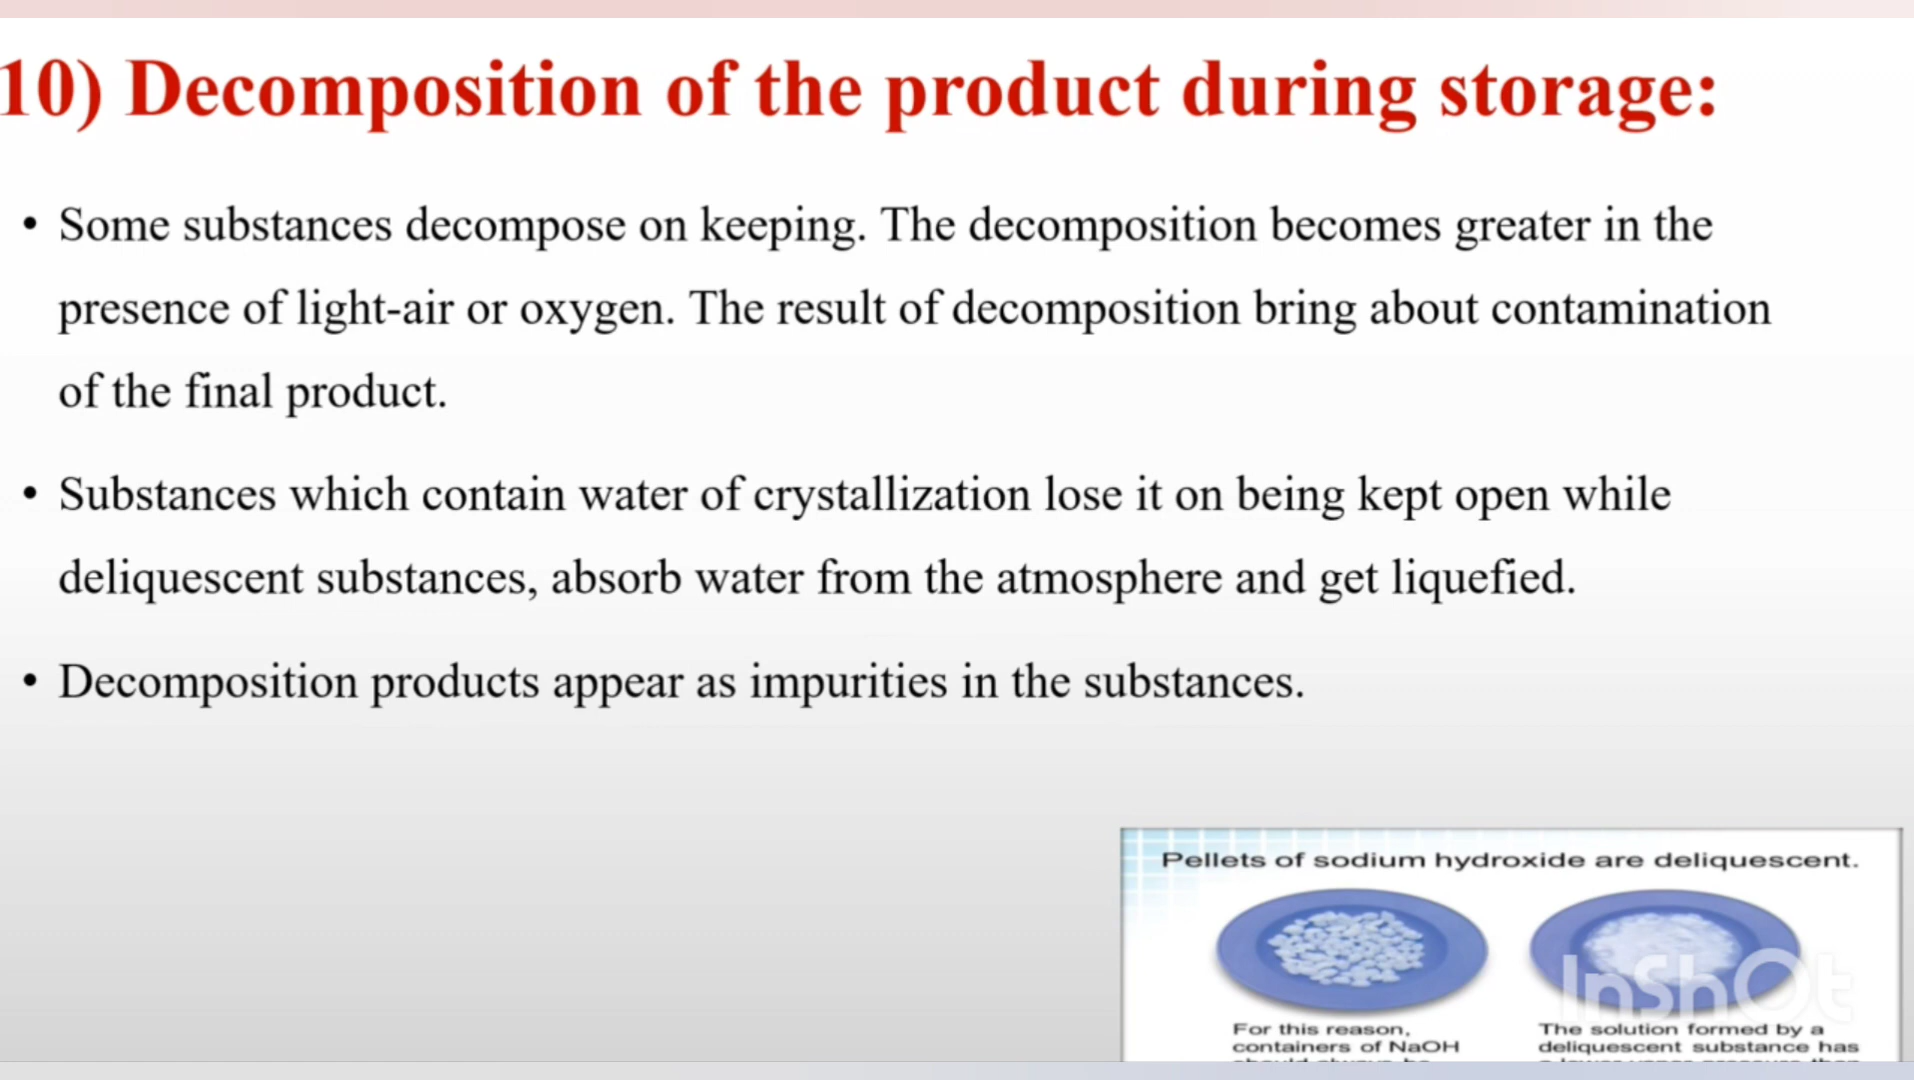 10) Decomposition of the product during storage:
• Some substances decompose on keeping. The decomposition becomes greater in the
presence of light-air or oxygen. The result of decomposition bring about contamination
of the final product.
• Substances which contain water of crystallization lose it on being kept open while
deliquescent substances, absorb water from the atmosphere and get liquefied.
• Decomposition products appear as impurities in the substances.
Pellets of sodium hydroxide are deliquescent.
For this reason,
containers of NaOH
The solution formed by a
deliquescent substance has
InShOt